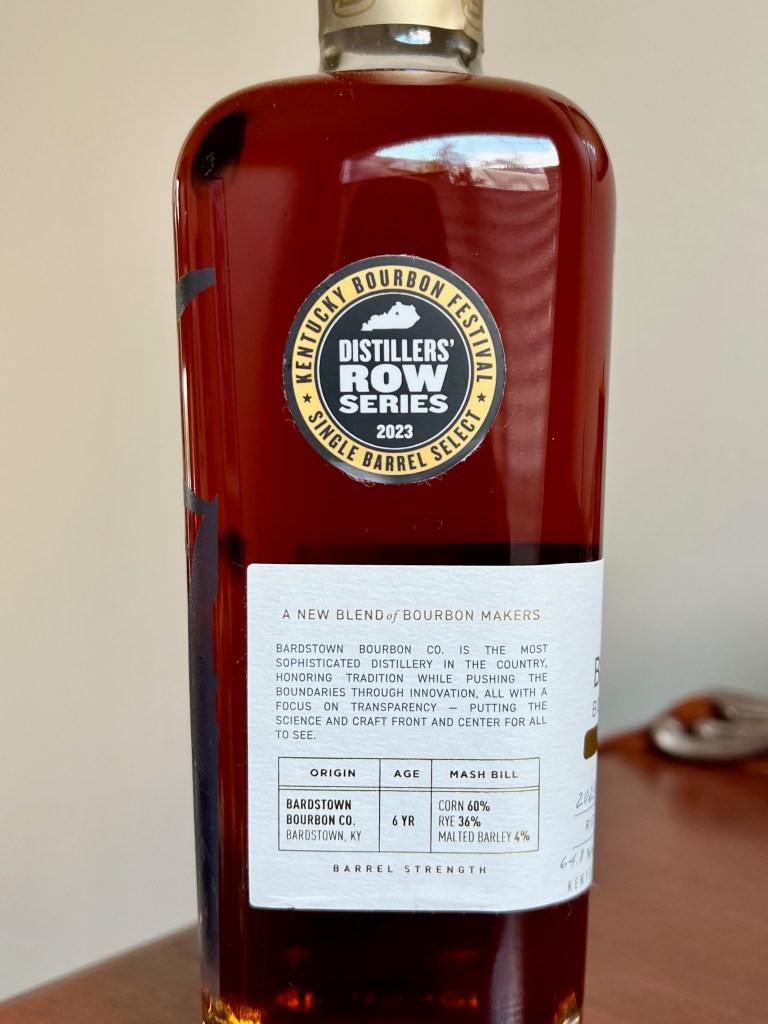 KENTUCKY BOURBON FESTIVAL
DISTILLERS'
ROW
SERIES
2023
SINGLE BARREL SELECT
A NEW BLEND of BOURBON MAKERS
BARDSTOWN BOURBON CO. IS THE MOST
SOPHISTICATED DISTILLERY IN THE COUNTRY,
HONORING TRADITION WHILE PUSHING THE
BOUNDARIES THROUGH INNOVATION, ALL WITH A
FOCUS ON TRANSPARENCY — PUTTING THE
SCIENCE AND CRAFT FRONT AND CENTER FOR ALL
TO SEE.
ORIGIN AGE MASH BILL
BARDSTOWN
BOURBON CO.
BARDSTOWN, KY
6 YR
CORN 60%
RYE 36%
MALTED BARLEY 4%
BARREL STRENGTH